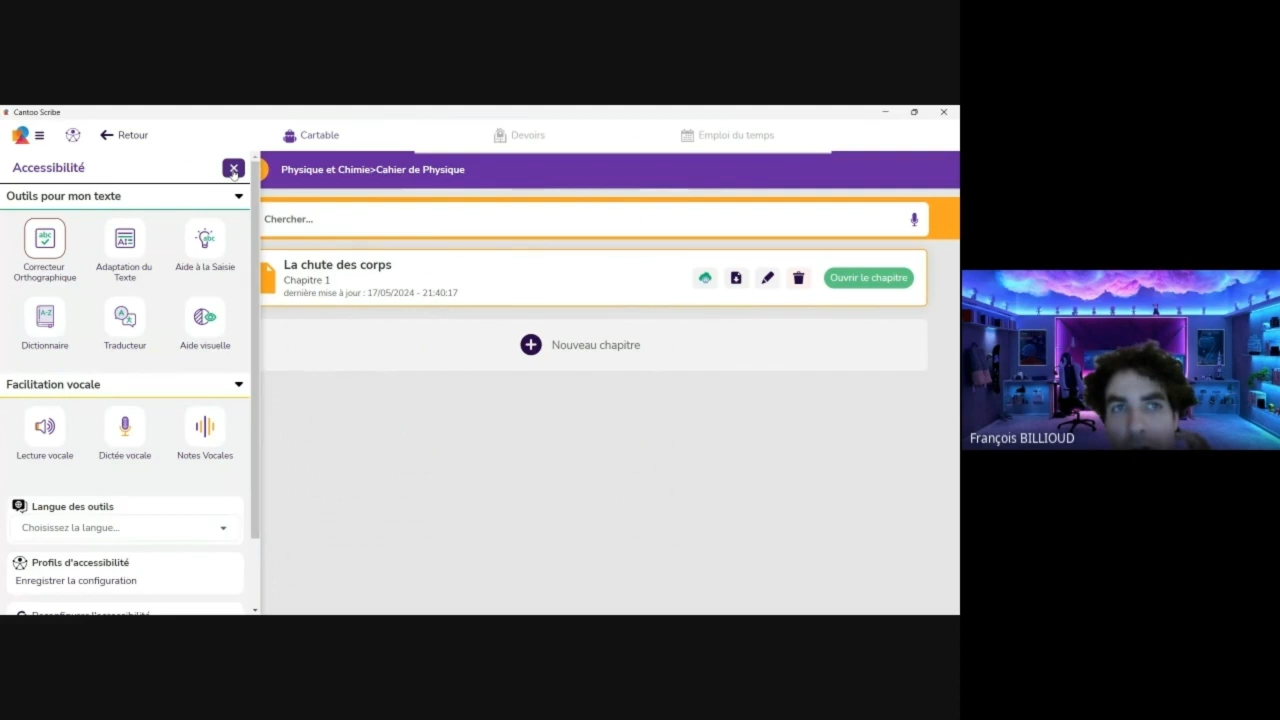 Cantoo Scribe
Retour
Cartable
Devoirs
Emploi du temps
Accessibilité
Physique et Chimie>Cahier de Physique
Outils pour mon texte
Chercher...
Correcteur
Orthographique
Adaptation du
Texte
Aide à la Saisie
La chute des corps
Chapitre 1
dernière mise à jour : 17/05/2024 - 21:40:17
Ouvrir le chapitre
Dictionnaire
Traducteur
Aide visuelle
Nouveau chapitre
Facilitation vocale
Lecture vocale
Dictée vocale
Notes Vocales
François BILLIOUD
Langue des outils
Choisissez la langue...
Profils d'accessibilité
Enregistrer la configuration